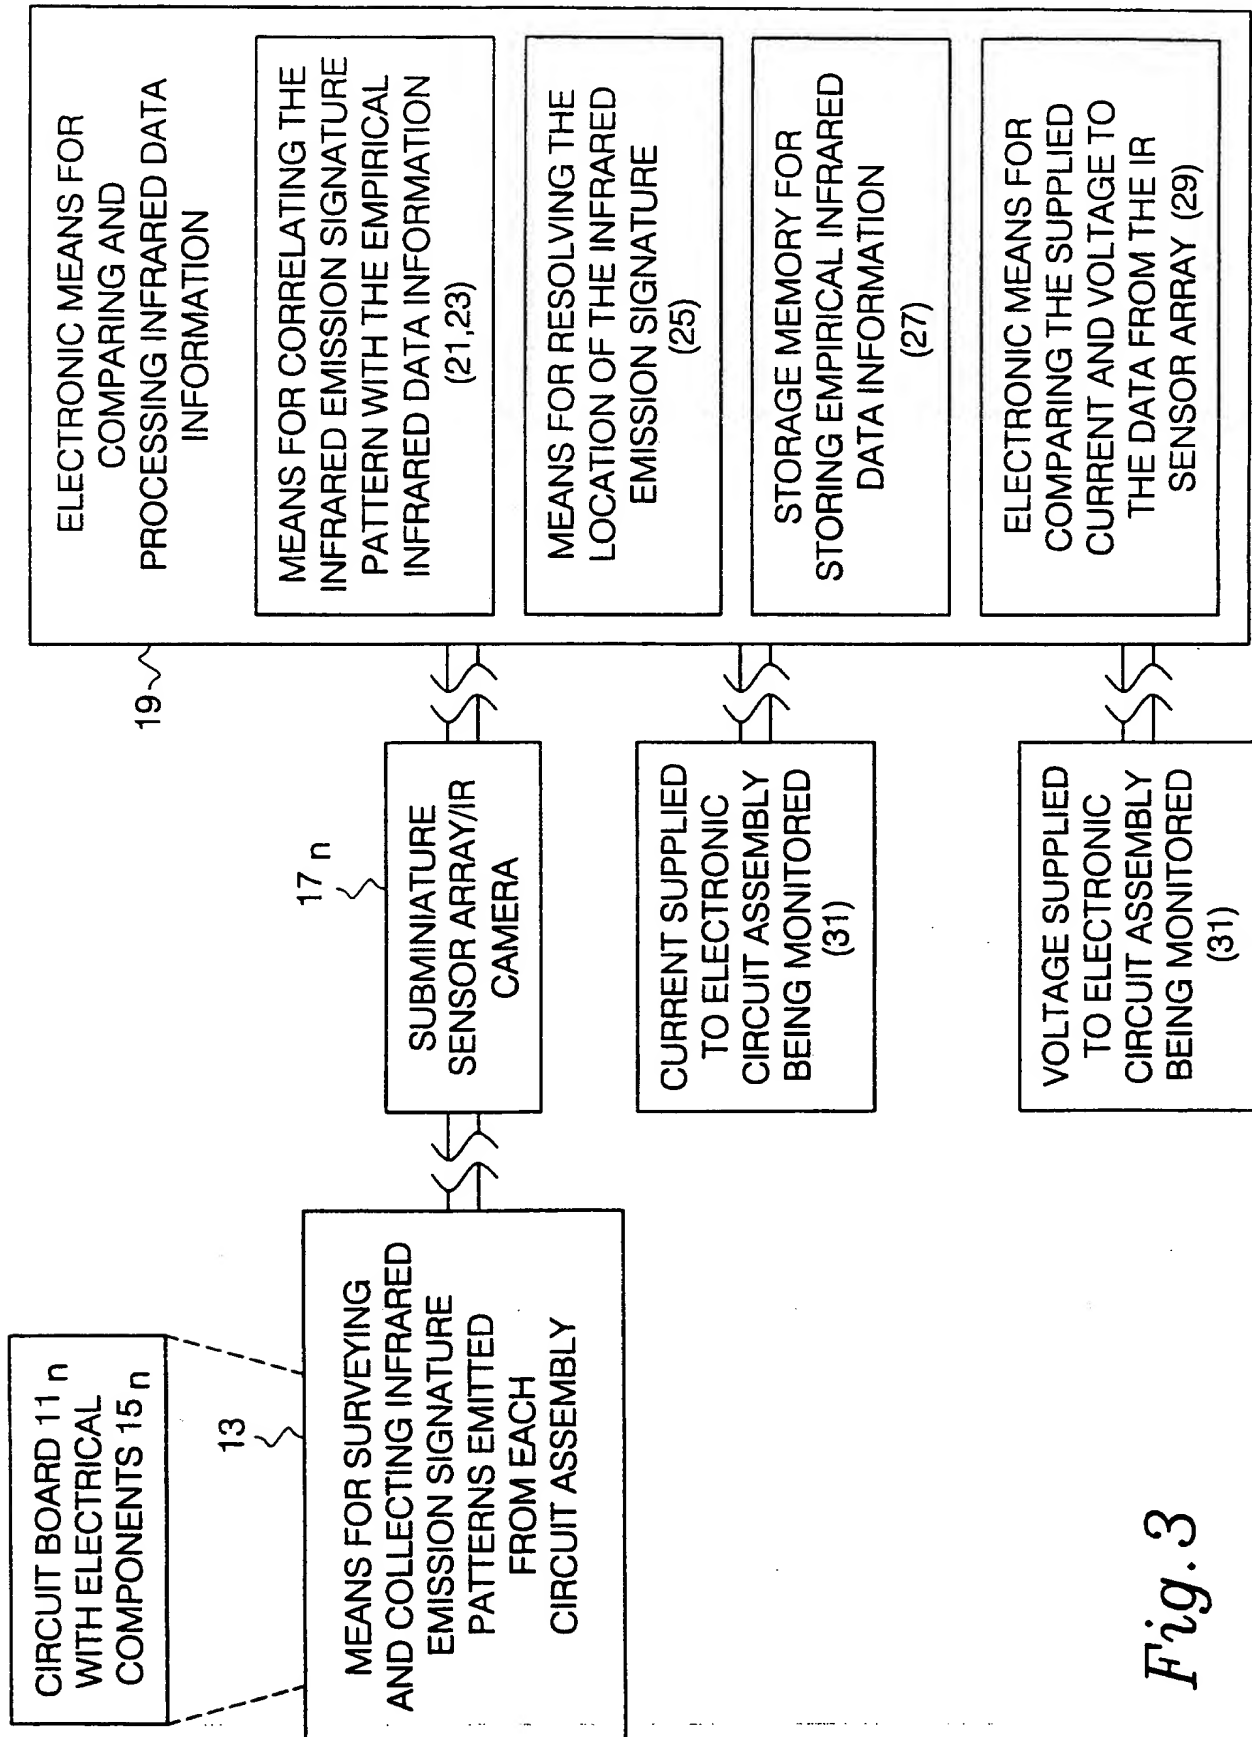 CIRCUIT BOARD 11n
WITH ELECTRICAL
COMPONENTS 15n
13
MEANS FOR SURVEYING
AND COLLECTING INFRARED
EMISSION SIGNATURE
PATTERNS EMITTED
FROM EACH
CIRCUIT ASSEMBLY
17n
SUBMINIATURE
SENSOR ARRAY/IR
CAMERA
CURRENT SUPPLIED
TO ELECTRONIC
CIRCUIT ASSEMBLY
BEING MONITORED
(31)
VOLTAGE SUPPLIED
TO ELECTRONIC
CIRCUIT ASSEMBLY
BEING MONITORED
(31)
19
ELECTRONIC MEANS FOR
COMPARING AND
PROCESSING INFRARED DATA
INFORMATION
MEANS FOR CORRELATING THE
INFRARED EMISSION SIGNATURE
PATTERN WITH THE EMPIRICAL
INFRARED DATA INFORMATION
(21,23)
MEANS FOR RESOLVING THE
LOCATION OF THE INFRARED
EMISSION SIGNATURE
(25)
STORAGE MEMORY FOR
STORING EMPIRICAL INFRARED
DATA INFORMATION
(27)
ELECTRONIC MEANS FOR
COMPARING THE SUPPLIED
CURRENT AND VOLTAGE TO
THE DATA FROM THE IR
SENSOR ARRAY (29)
Fig.3